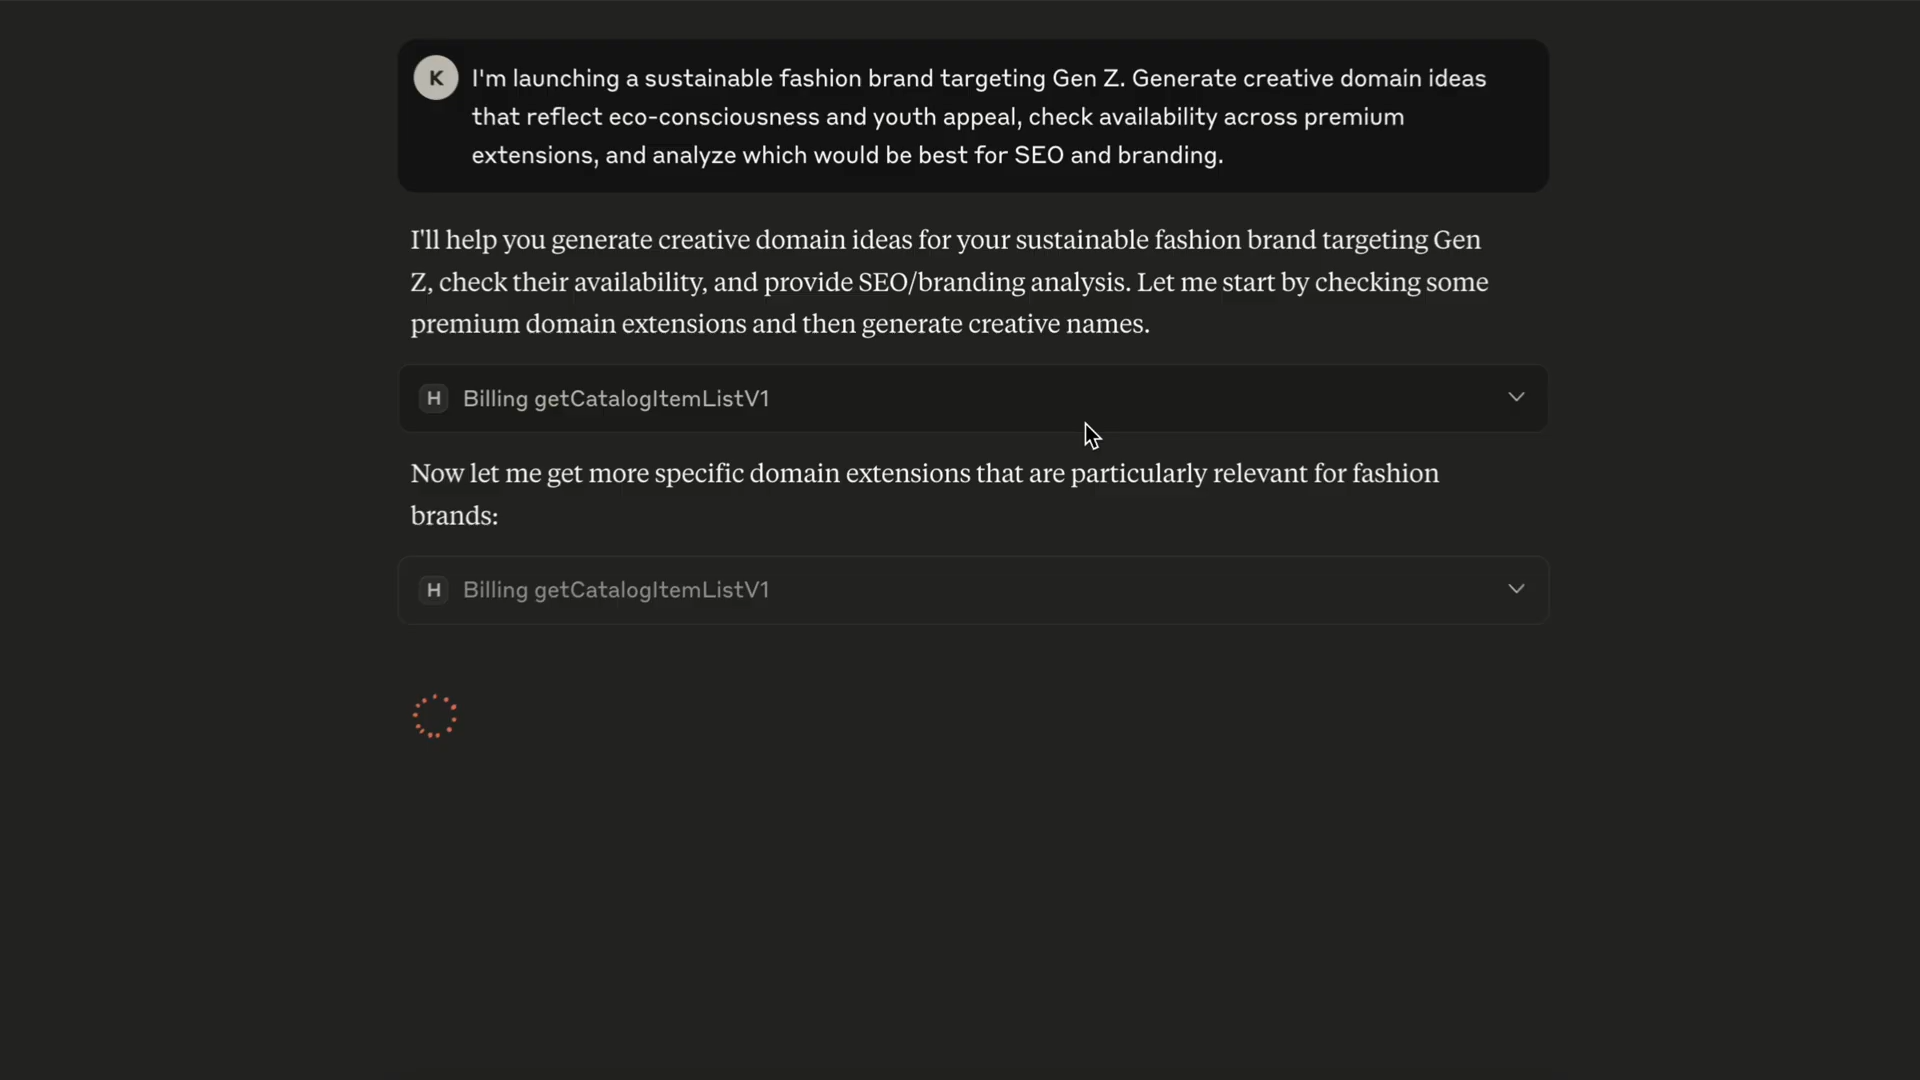 K
I'm launching a sustainable fashion brand targeting Gen Z. Generate creative domain ideas
that reflect eco-consciousness and youth appeal, check availability across premium
extensions, and analyze which would be best for SEO and branding.
I'll help you generate creative domain ideas for your sustainable fashion brand targeting Gen
Z, check their availability, and provide SEO/branding analysis. Let me start by checking some
premium domain extensions and then generate creative names.
H Billing getCatalogItemListV1
Now let me get more specific domain extensions that are particularly relevant for fashion
brands:
H Billing getCatalogItemListV1